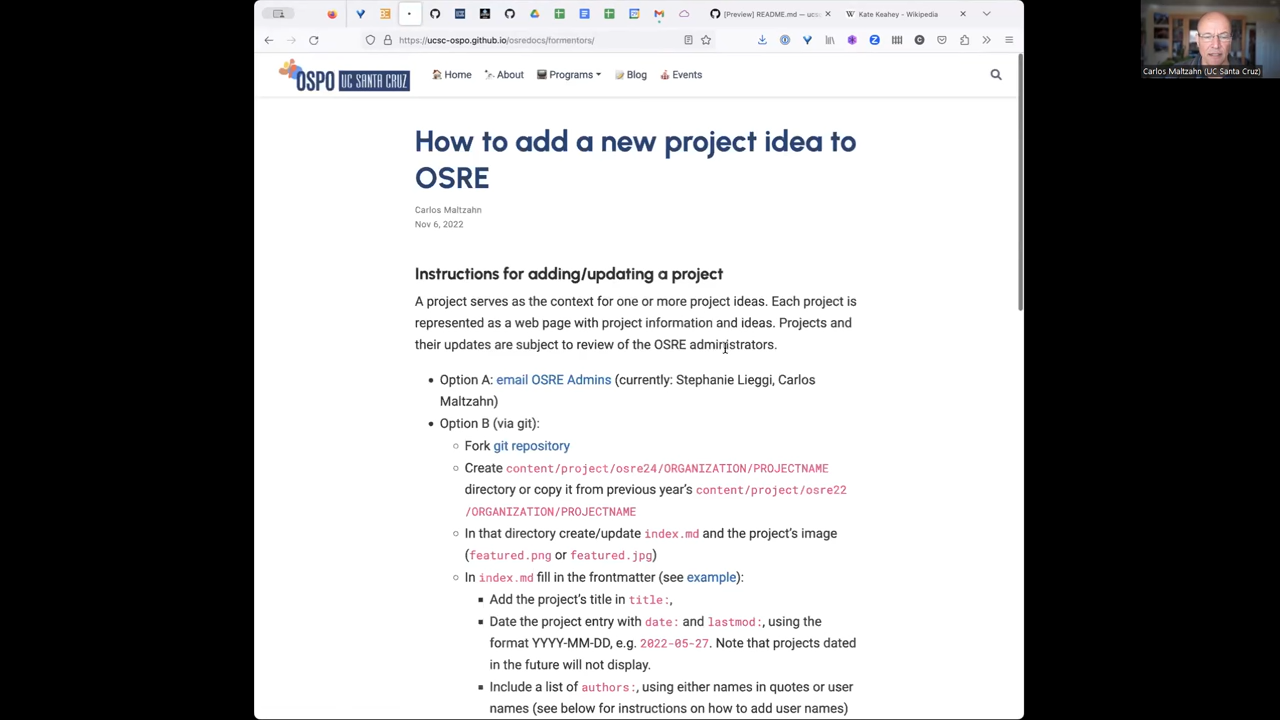 [Preview] README.md — ucsc
Kate Keahey - Wikipedia
https://ucsc-ospo.github.io/osredocs/formentors/
OSPO UC SANTA CRUZ
Home
About
Programs
Blog
Events
Carlos Maltzahn (UC Santa Cruz)
How to add a new project idea to
OSRE
Carlos Maltzahn
Nov 6, 2022
Instructions for adding/updating a project
A project serves as the context for one or more project ideas. Each project is
represented as a web page with project information and ideas. Projects and
their updates are subject to review of the OSRE administrators.
• Option A: email OSRE Admins (currently: Stephanie Lieggi, Carlos
Maltzahn)
• Option B (via git):
○ Fork git repository
○ Create content/project/osre24/ORGANIZATION/PROJECTNAME
directory or copy it from previous year's content/project/osre22
/ORGANIZATION/PROJECTNAME
○ In that directory create/update index.md and the project's image
(featured.png or featured.jpg)
○ In index.md fill in the frontmatter (see example):
▪ Add the project's title in title:,
▪ Date the project entry with date: and lastmod:, using the
format YYYY-MM-DD, e.g. 2022-05-27. Note that projects dated
in the future will not display.
▪ Include a list of authors:, using either names in quotes or user
names (see below for instructions on how to add user names)